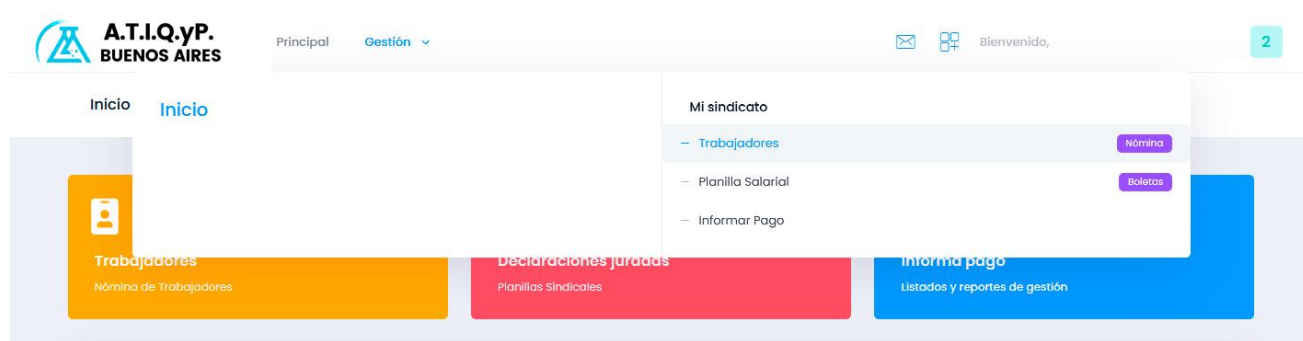 A.T.I.Q.yP.
BUENOS AIRES
Principal
Gestión
Bienvenido,
2
Inicio
Inicio
Mi sindicato
Trabajadores
Nómina
Planilla Salarial
Boletas
Informar Pago
Trabajadores
Nómina de Trabajadores
Declaraciones juradas
Planillas Sindicales
Informa pago
Listados y reportes de gestión